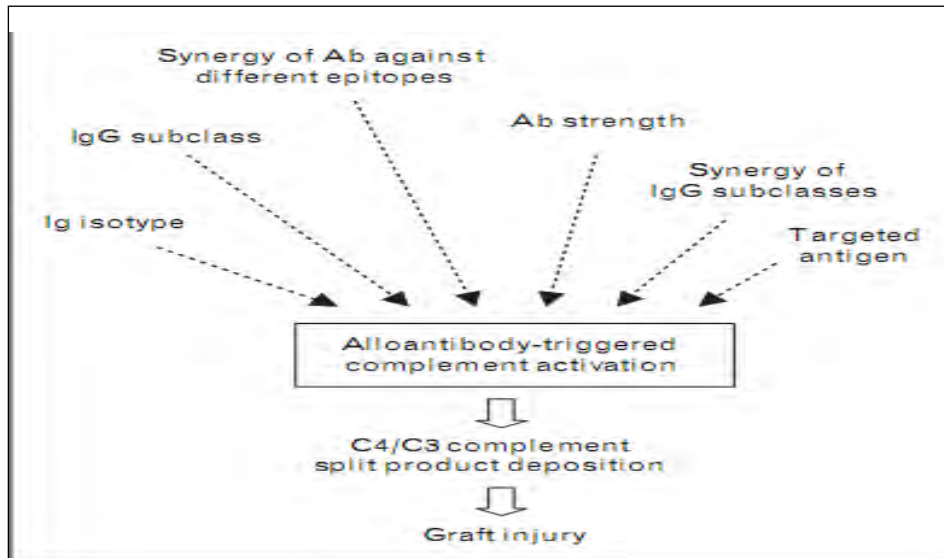 Synergy of Ab against
different epitopes
Ab strength
IgG subclass
Synergy of
IgG subclasses
Ig isotype
Targeted
antigen
Alloantibody-triggered
complement activation
C4/C3 complement
split product deposition
Graft injury